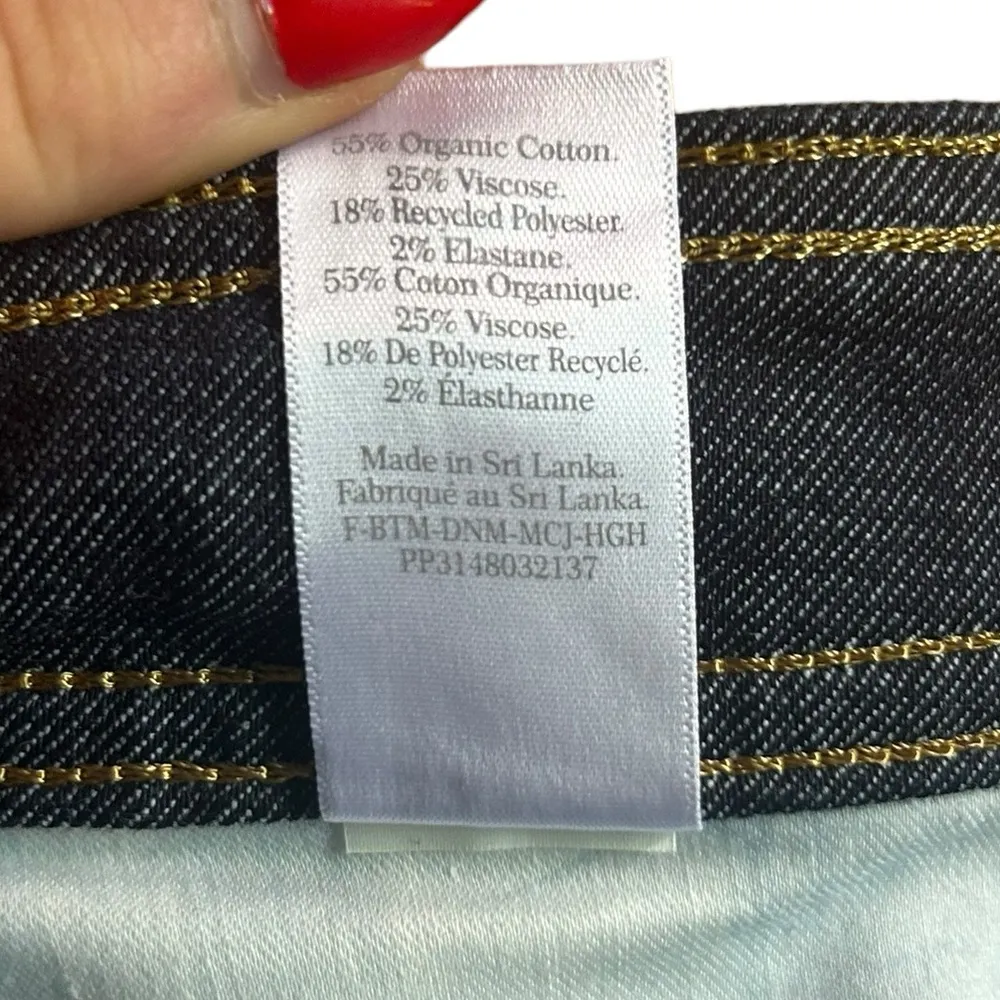 55% Organic Cotton.
25% Viscose.
18% Recycled Polyester.
2% Elastane.
55% Coton Organique.
25% Viscose.
18% De Polyester Recyclé.
2% Élasthanne
Made in Sri Lanka.
Fabriqué au Sri Lanka.
F-BTM-DNM-MCJ-HGH
PP3148032137